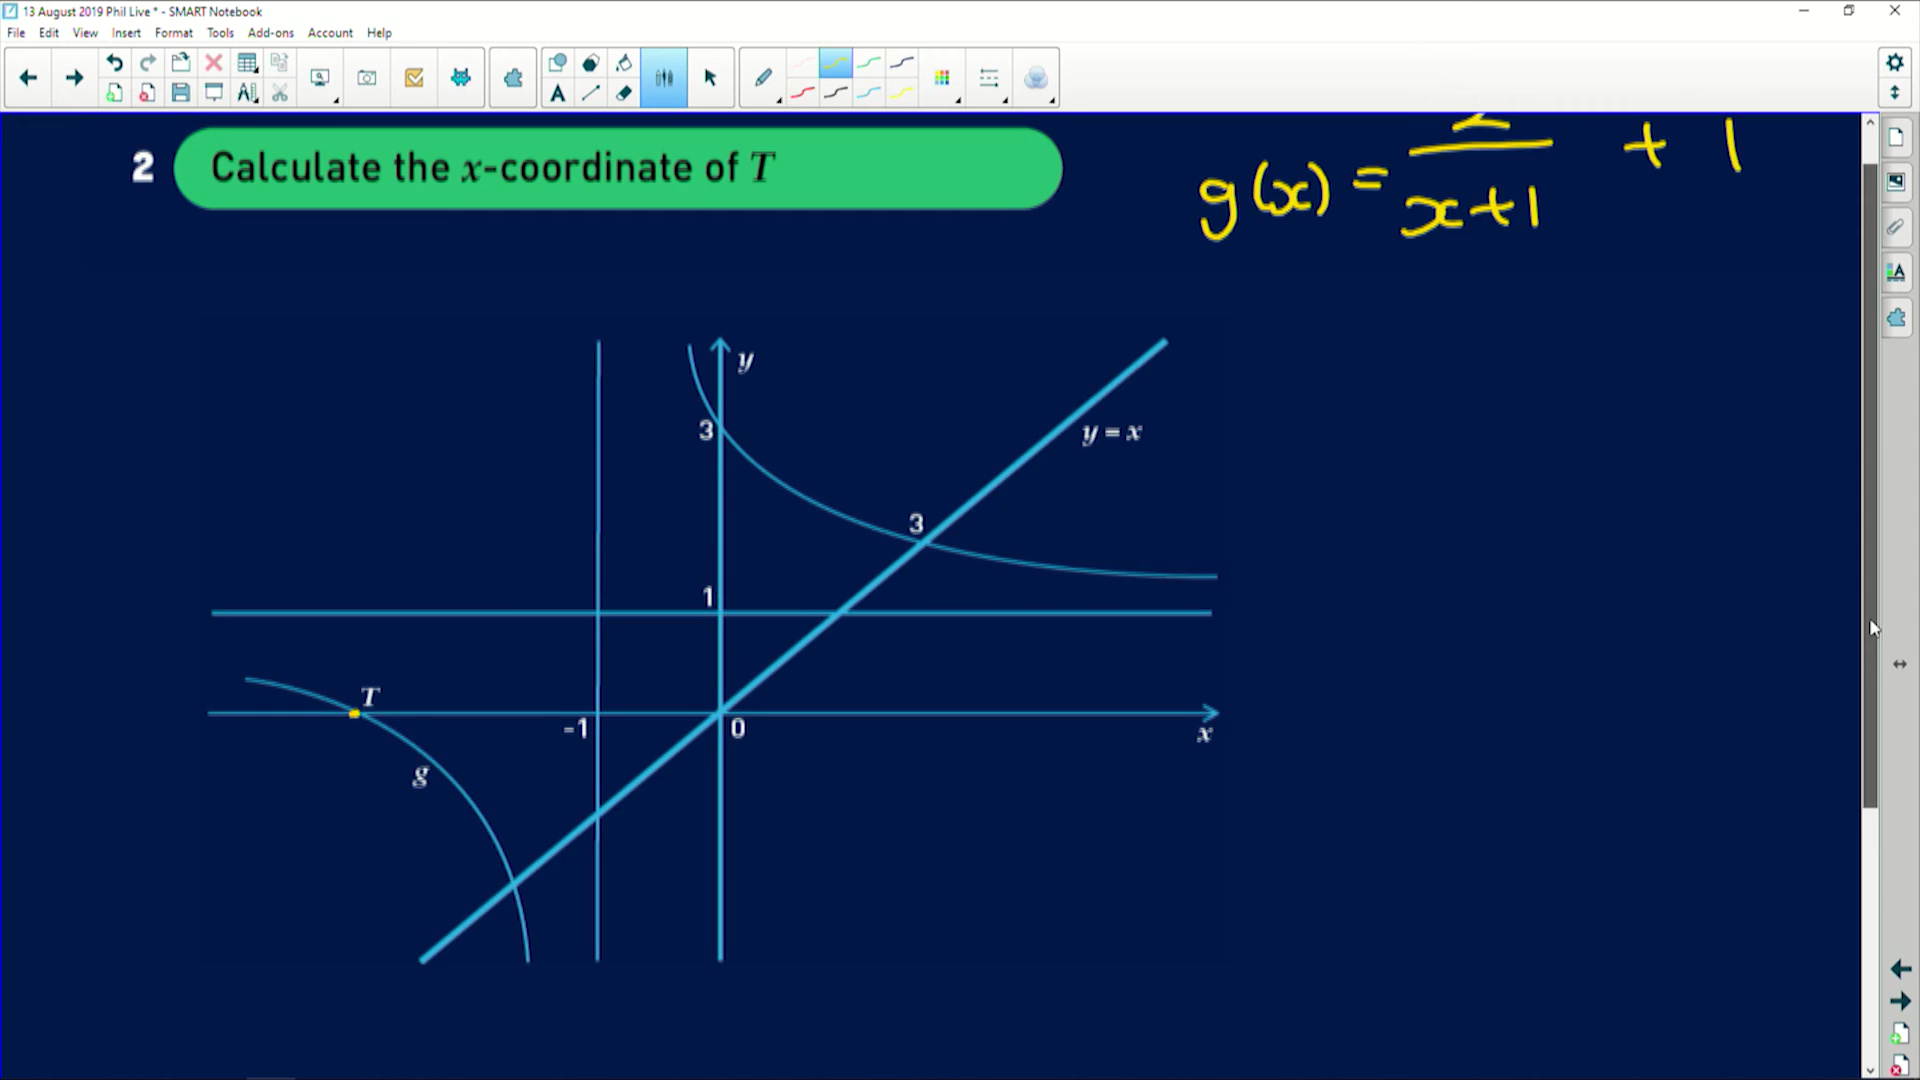 13 August 2019 Phil Live * - SMART Notebook
File Edit View Insert Format Tools Add-ons Account Help
2 Calculate the x-coordinate of T
g(x) = /x+1 + 1
y
3
y = x
3
1
T
-1
0
x
g